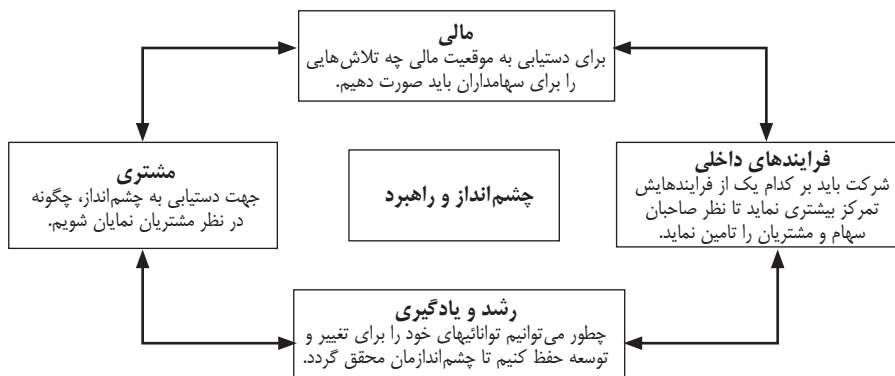 مالی
برای دستیابی به موقعیت مالی چه تلاش‌هایی
را برای سهامداران باید صورت دهیم.
فرایندهای داخلی
شرکت باید بر کدام یک از فرایندهایش
تمرکز بیشتری نماید تا نظر صاحبان
سهام و مشتریان را تامین نماید.
چشم‌انداز و راهبرد
مشتری
جهت دستیابی به چشم‌انداز، چگونه
در نظر مشتریان نمایان شویم.
رشد و یادگیری
چطور می‌توانیم توانائیهای خود را برای تغییر و
توسعه حفظ کنیم تا چشم‌اندازمان محقق گردد.